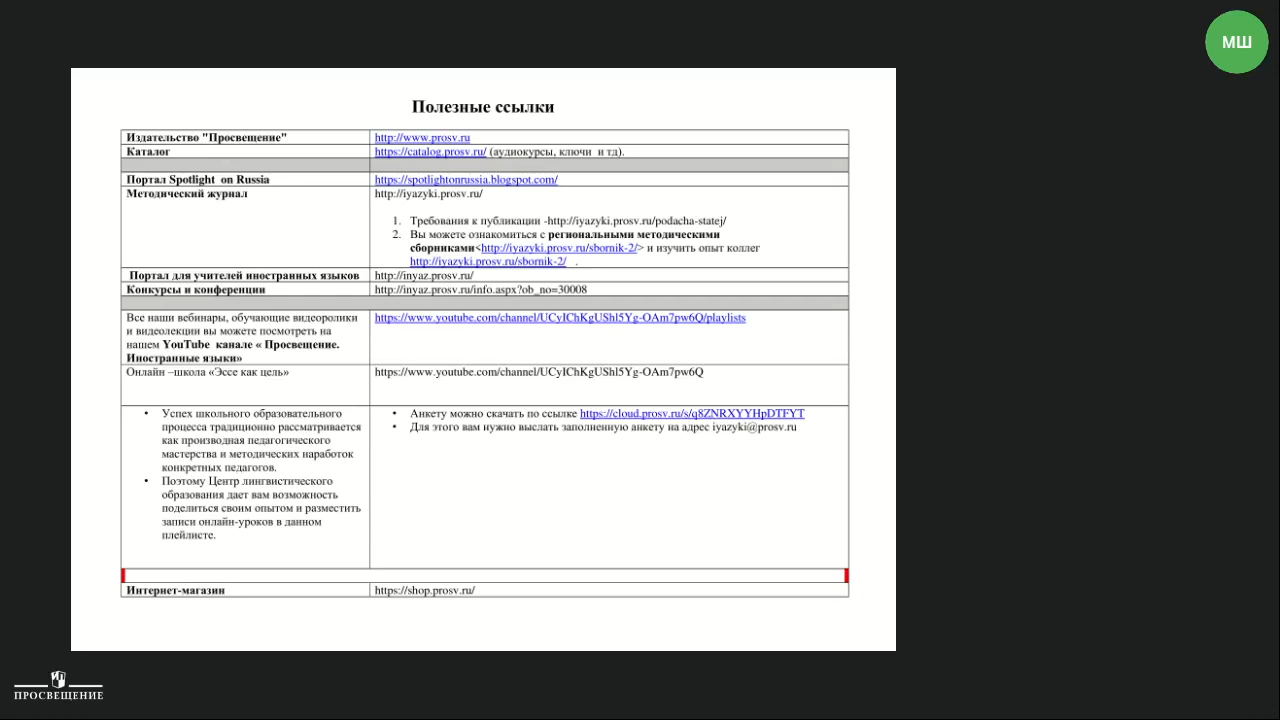 МШ
Полезные ссылки
Издательство "Просвещение" http://www.prosv.ru
Каталог https://catalog.prosv.ru/ (аудиокурсы, ключи и тд).
Портал Spotlight on Russia https://spotlightonrussia.blogspot.com/
Методический журнал http://iyazyki.prosv.ru/
1. Требования к публикации -http://iyazyki.prosv.ru/podacha-statej/
2. Вы можете ознакомиться с региональными методическими
сборниками<http://iyazyki.prosv.ru/sbornik-2/> и изучить опыт коллег
http://iyazyki.prosv.ru/sbornik-2/ .
Портал для учителей иностранных языков http://inyaz.prosv.ru/
Конкурсы и конференции http://inyaz.prosv.ru/info.aspx?ob_no=30008
Все наши вебинары, обучающие видеоролики
и видеолекции вы можете посмотреть на
нашем YouTube канале « Просвещение.
Иностранные языки»
https://www.youtube.com/channel/UCyIChKgUShl5Yg-OAm7pw6Q/playlists
Онлайн –школа «Эссе как цель» https://www.youtube.com/channel/UCyIChKgUShl5Yg-OAm7pw6Q
• Успех школьного образовательного
процесса традиционно рассматривается
как производная педагогического
мастерства и методических наработок
конкретных педагогов.
• Поэтому Центр лингвистического
образования дает вам возможность
поделиться своим опытом и разместить
записи онлайн-уроков в данном
плейлисте.
• Анкету можно скачать по ссылке https://cloud.prosv.ru/s/q8ZNRXYYHpDTFYT
• Для этого вам нужно выслать заполненную анкету на адрес iyazyki@prosv.ru
Интернет-магазин https://shop.prosv.ru/
ПРОСВЕЩЕНИЕ